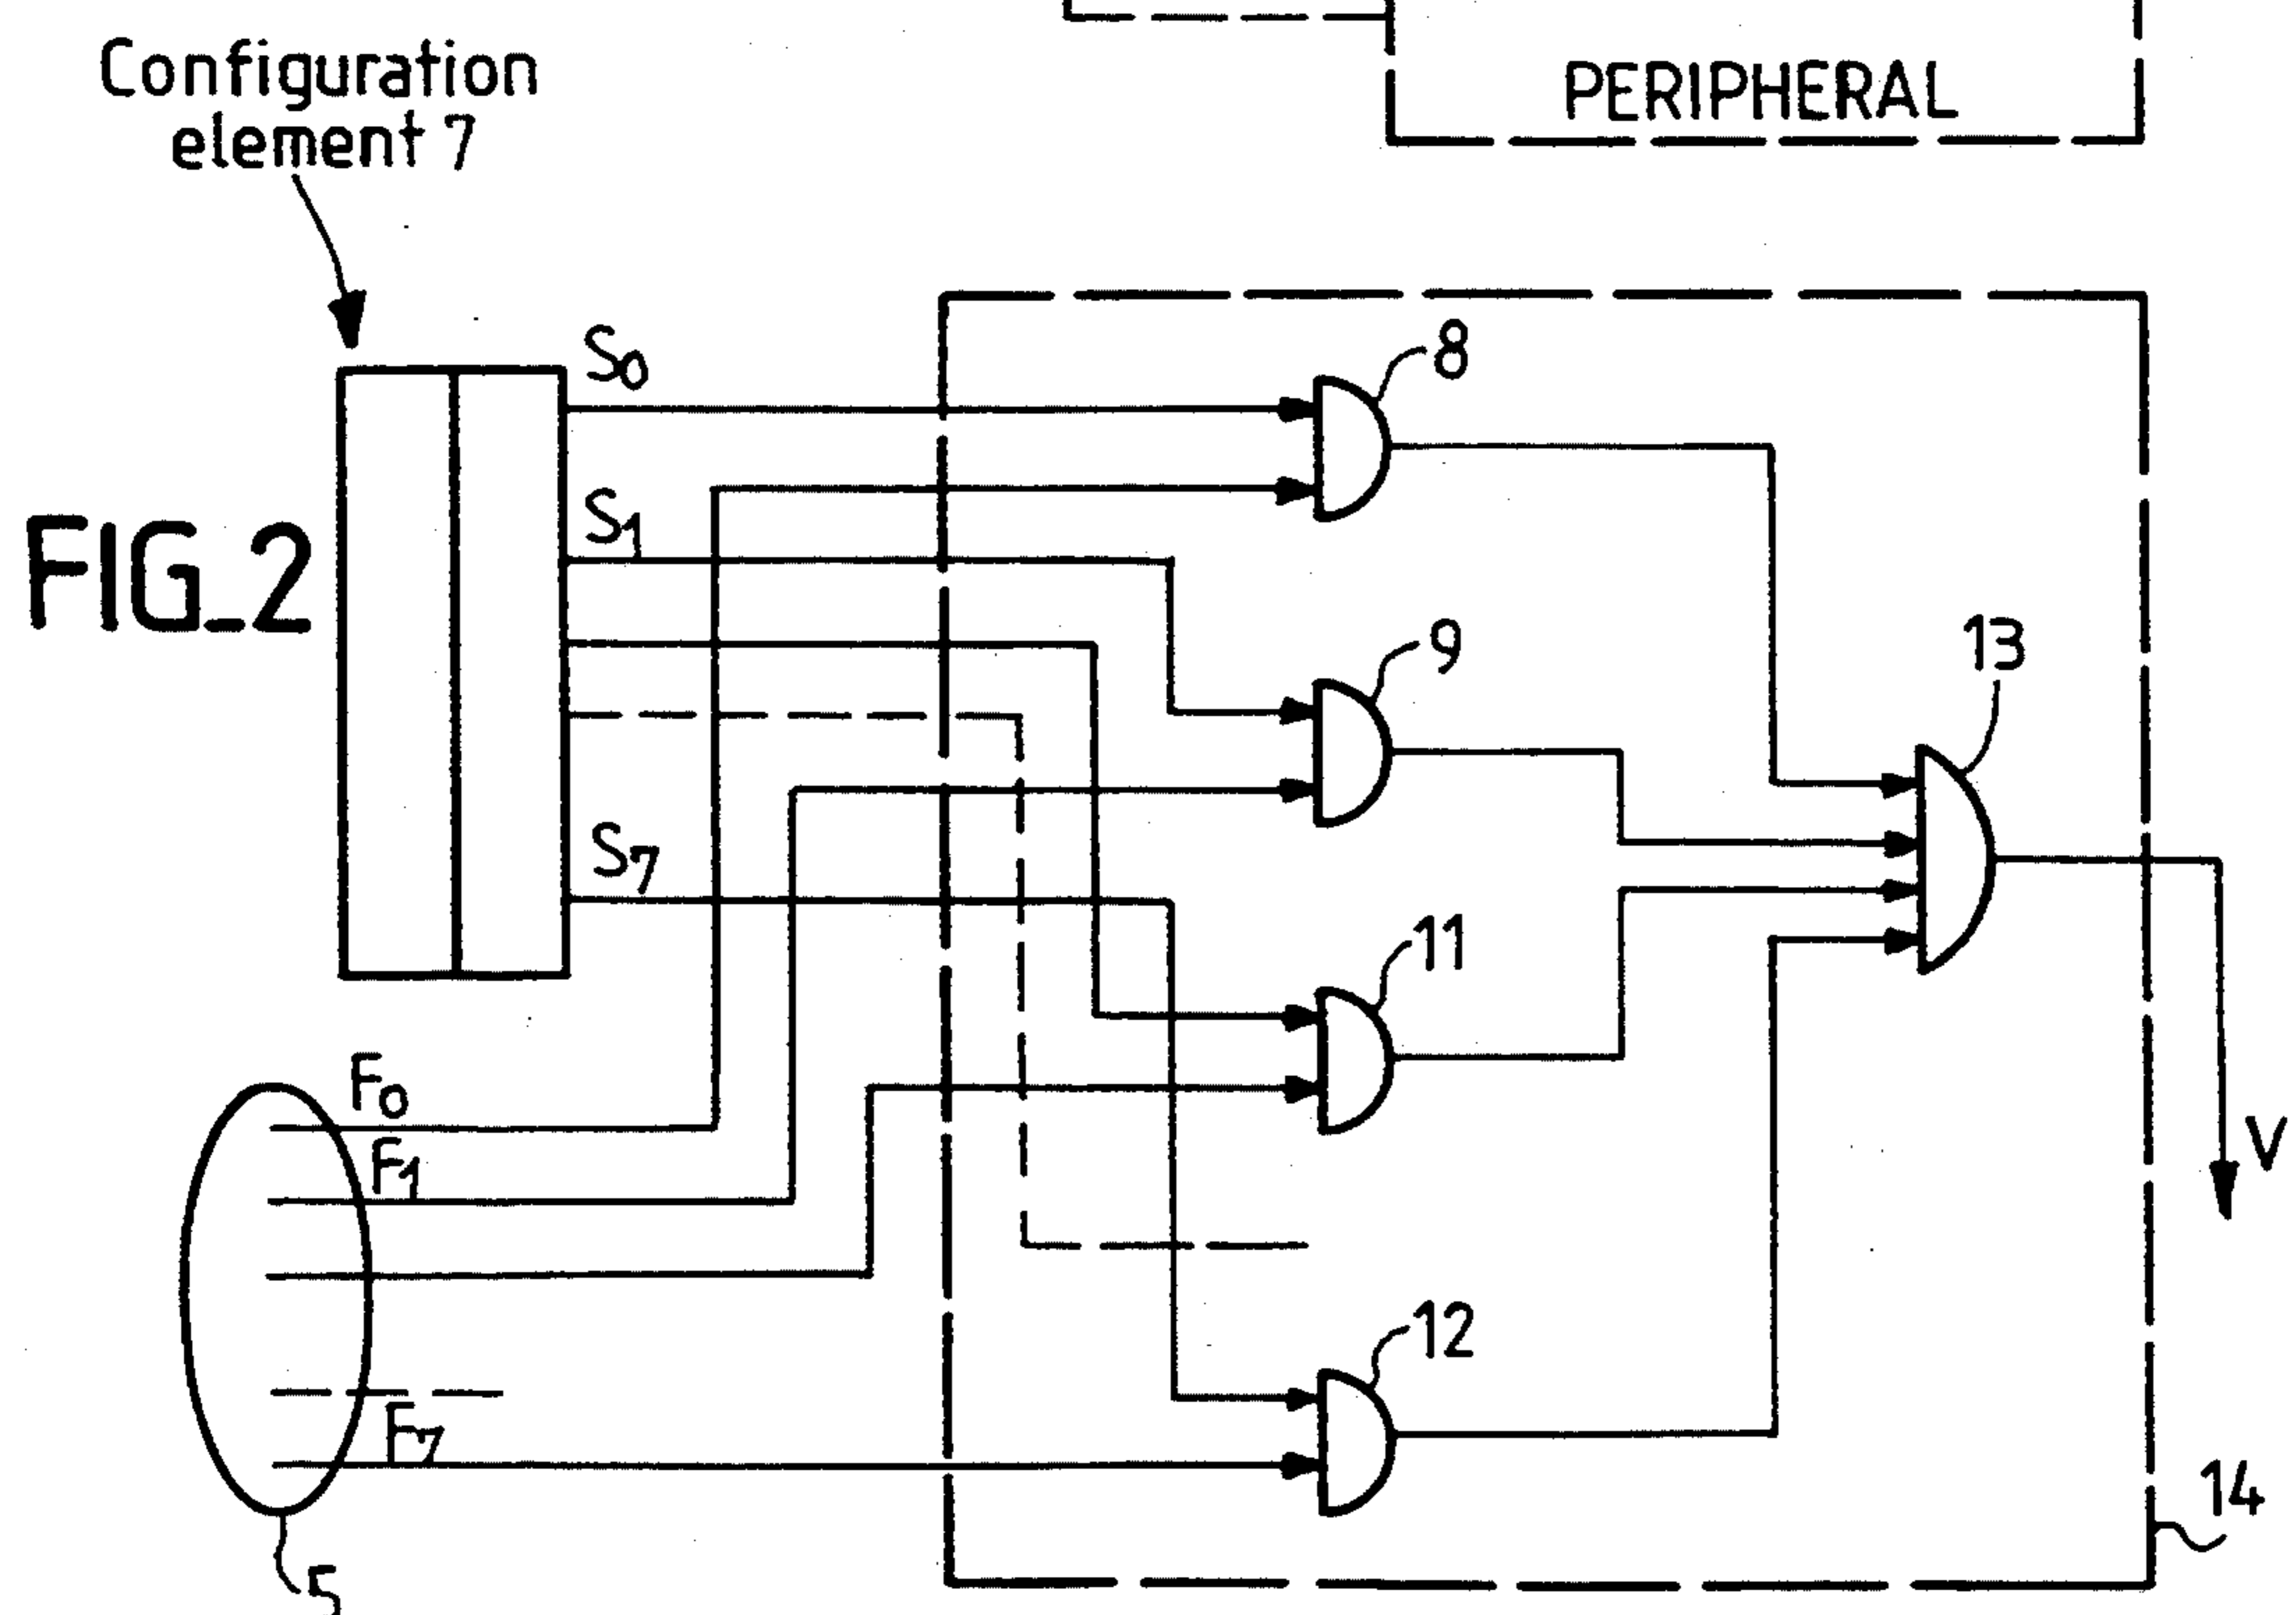 PERIPHERAL
Configuration
element 7
FIG_2
S0
8
S1
9
13
S7
11
F0
F1
V
12
F7
14
5